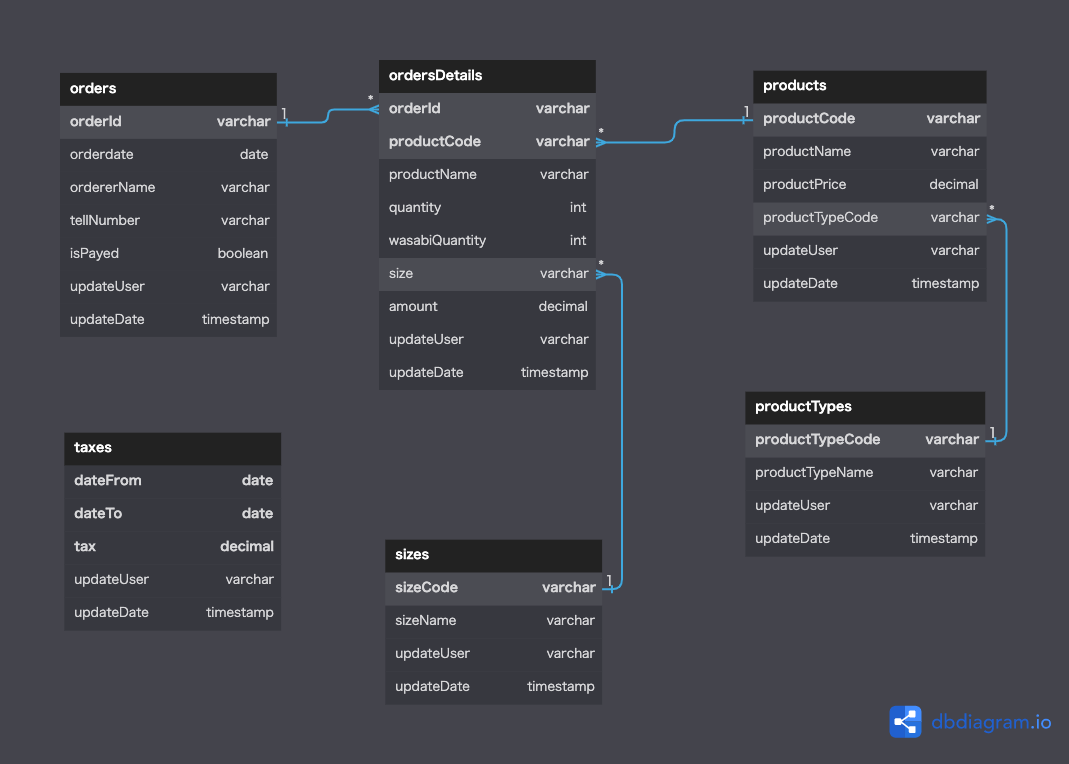 orders
orderId varchar
orderdate date
ordererName varchar
tellNumber varchar
isPayed boolean
updateUser varchar
updateDate timestamp
1
*
ordersDetails
orderId varchar
productCode varchar
productName varchar
quantity int
wasabiQuantity int
size varchar
amount decimal
updateUser varchar
updateDate timestamp
*
*
1
products
productCode varchar
productName varchar
productPrice decimal
productTypeCode varchar
updateUser varchar
updateDate timestamp
*
taxes
dateFrom date
dateTo date
tax decimal
updateUser varchar
updateDate timestamp
sizes
sizeCode varchar
sizeName varchar
updateUser varchar
updateDate timestamp
1
productTypes
productTypeCode varchar
productTypeName varchar
updateUser varchar
updateDate timestamp
1
dbdiagram.io